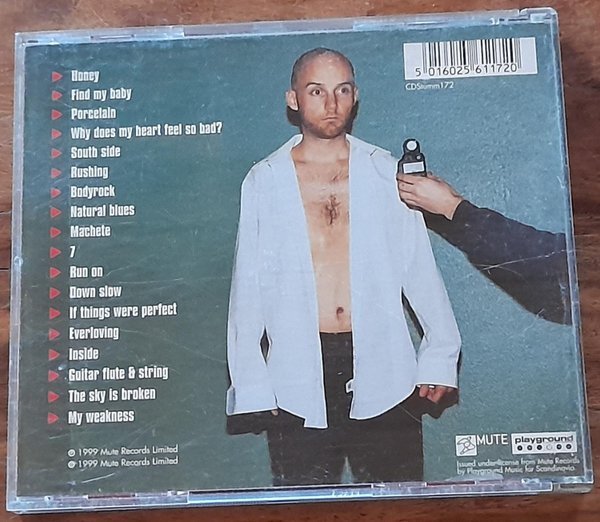 Honey
Find my baby
Porcelain
Why does my heart feel so bad?
South side
Rushing
Bodyrock
Natural blues
Machete
7
Run on
Down slow
If things were perfect
Everloving
Inside
Guitar flute & string
The sky is broken
My weakness
℗ 1999 Mute Records Limited
© 1999 Mute Records Limited
5 016025 611720
CDStumm172
MUTE
playground
Issued under license from Mute Records
by Playground Music for Scandinavia